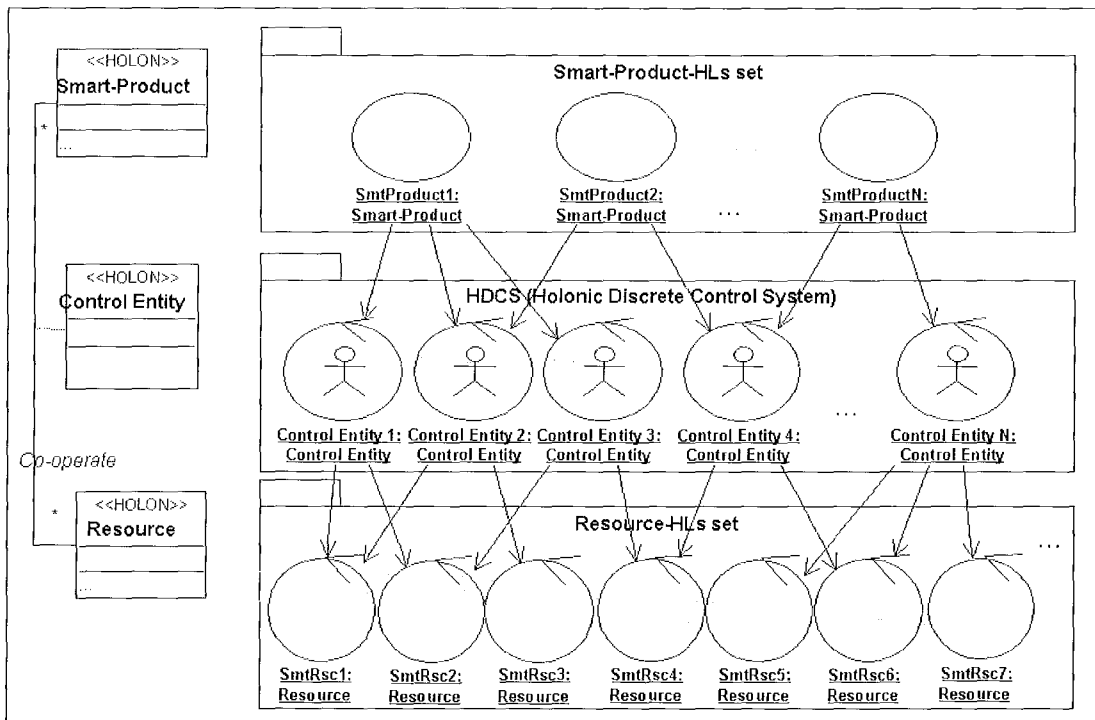 <<HOLON>>
Smart-Product
*
...
Smart-Product-HLs set
SmtProduct1:
Smart-Product
SmtProduct2:
Smart-Product
...
SmtProductN:
Smart-Product
<<HOLON>>
Control Entity
HDCS (Holonic Discrete Control System)
...
Control Entity 1:
Control Entity
Control Entity 2:
Control Entity
Control Entity 3:
Control Entity
Control Entity 4:
Control Entity
Control Entity N:
Control Entity
Co-operate
<<HOLON>>
*
Resource
...
Resource-HLs set
...
SmtRsc1:
Resource
SmtRsc2:
Resource
SmtRsc3:
Resource
SmtRsc4:
Resource
SmtRsc5:
Resource
SmtRsc6:
Resource
SmtRsc7:
Resource